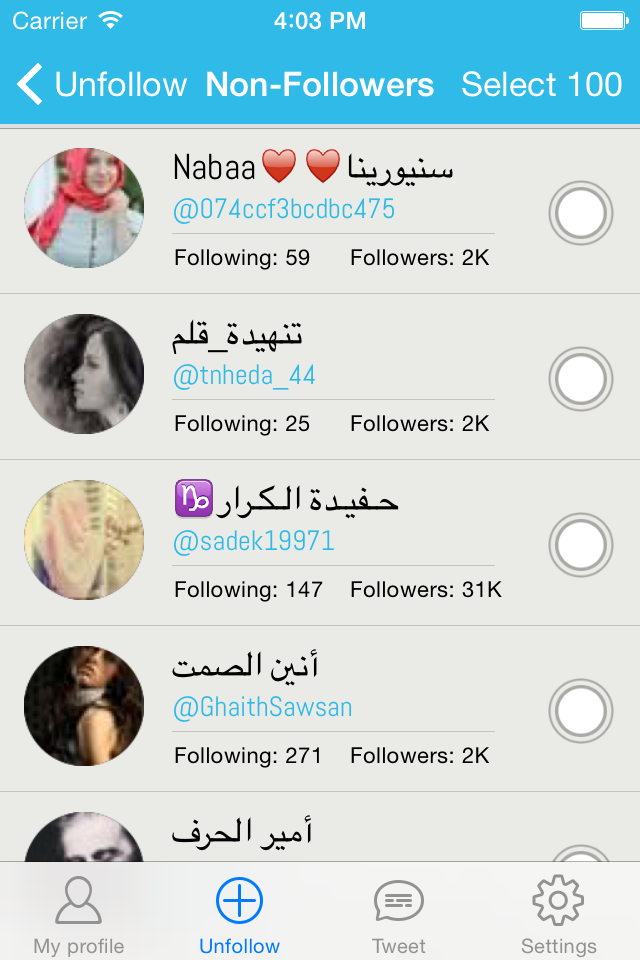 Carrier 4:03 PM
Unfollow Non-Followers Select 100
Nabaa❤️❤️سنيورينا
@074ccf3bcdbc475
Following: 59 Followers: 2K
تنهيدة_قلم
@tnheda_44
Following: 25 Followers: 2K
♑حـفـيـدة الـكـرار
@sadek19971
Following: 147 Followers: 31K
أنين الصمت
@GhaithSawsan
Following: 271 Followers: 2K
أمير الحرف
My profile Unfollow Tweet Settings